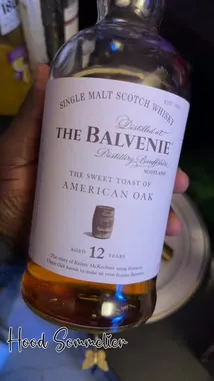 SINGLE MALT SCOTCH WHISKY
Distilled at
THE BALVENIE
Distillery, Banffshire
SCOTLAND
THE SWEET TOAST OF
AMERICAN OAK
AGED 12 YEARS
Hood Sommelier